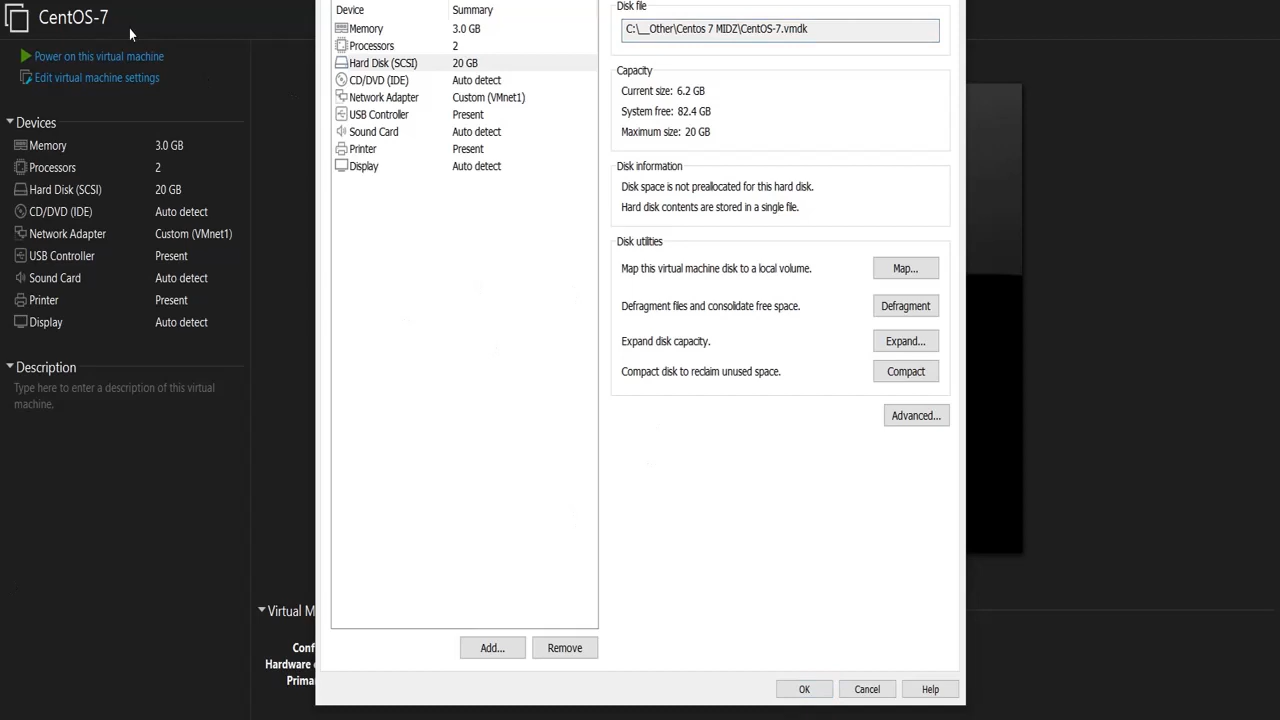 CentOS-7
Power on this virtual machine
Edit virtual machine settings
Devices
Memory 3.0 GB
Processors 2
Hard Disk (SCSI) 20 GB
CD/DVD (IDE) Auto detect
Network Adapter Custom (VMnet1)
USB Controller Present
Sound Card Auto detect
Printer Present
Display Auto detect
Description
Type here to enter a description of this virtual
machine.
Virtual M
Conf
Hardware
Prima
Device Summary
Memory 3.0 GB
Processors 2
Hard Disk (SCSI) 20 GB
CD/DVD (IDE) Auto detect
Network Adapter Custom (VMnet1)
USB Controller Present
Sound Card Auto detect
Printer Present
Display Auto detect
Add... Remove
Disk file
C:\__Other\Centos 7 MIDZ\CentOS-7.vmdk
Capacity
Current size: 6.2 GB
System free: 82.4 GB
Maximum size: 20 GB
Disk information
Disk space is not preallocated for this hard disk.
Hard disk contents are stored in a single file.
Disk utilities
Map this virtual machine disk to a local volume. Map...
Defragment files and consolidate free space. Defragment
Expand disk capacity. Expand...
Compact disk to reclaim unused space. Compact
Advanced...
OK Cancel Help